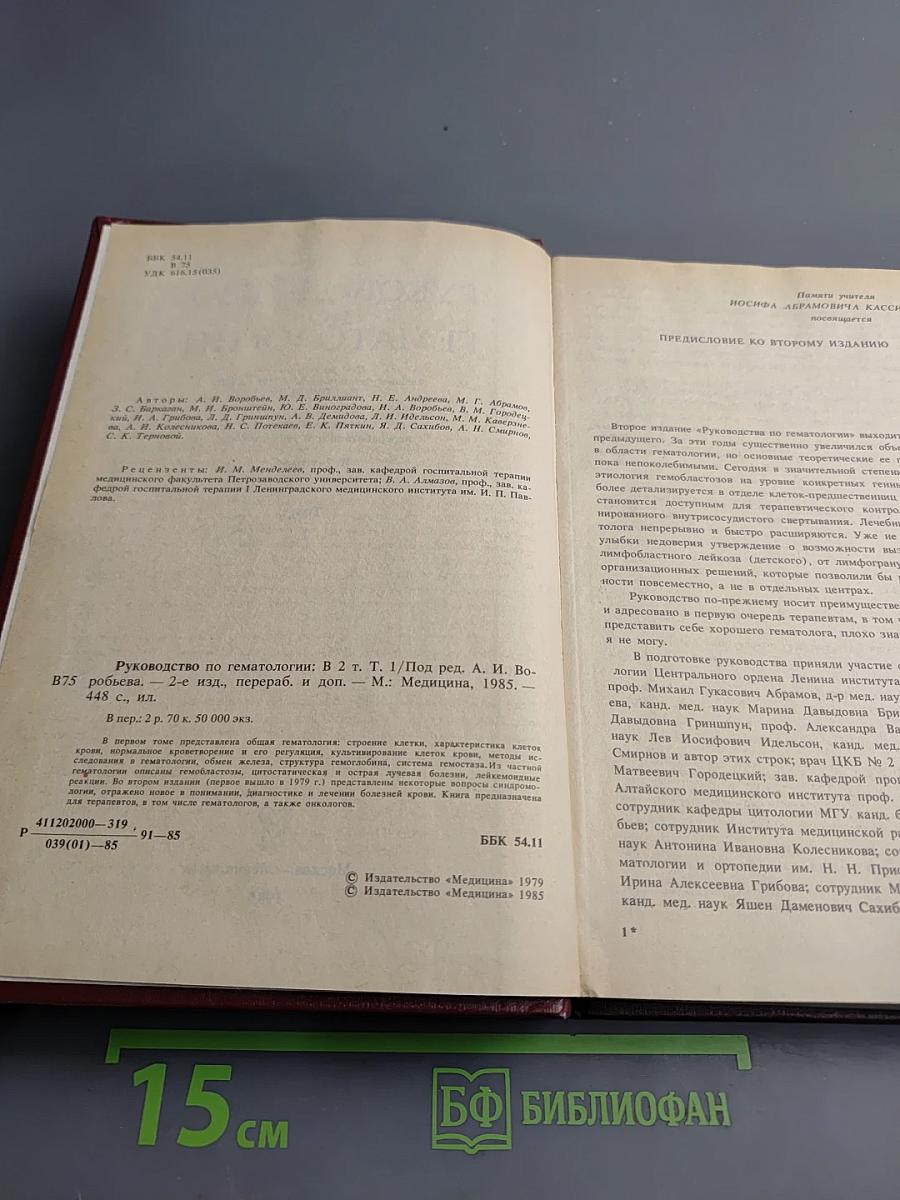 ББК 54.11
В 75
УДК 616.15(035)
Авторы: А. И. Воробьев, М. Д. Бриллиант, Н. Е. Андреева, М. Г. Абрамов,
З. С. Баркаган, М. И. Бронштейн, Ю. Е. Виноградова, И. А. Воробьев, В. М. Городец-
кий, И. А. Грибова, Л. Д. Гриншпун, А. В. Демидова, Л. И. Идельсон, М. М. Каверзне-
ва, А. И. Колесникова, Н. С. Потекаев, Е. К. Пяткин, Я. Д. Сахибов, А. Н. Смирнов,
С. К. Терновой.
Рецензенты: И. М. Менделеев, проф., зав. кафедрой госпитальной терапии
медицинского факультета Петрозаводского университета; В. А. Алмазов, проф., зав. ка-
федрой госпитальной терапии I Ленинградского медицинского института им. И. П. Пав-
лова.
Руководство по гематологии: В 2 т. Т. 1/Под ред. А. И. Во-
В75 робьева. — 2-е изд., перераб. и доп. — М.: Медицина, 1985. —
448 с., ил.
В пер.: 2 р. 70 к. 50 000 экз.
В первом томе представлена общая гематология: строение клетки, характеристика клеток
крови, нормальное кроветворение и его регуляция, культивирование клеток крови, методы ис-
следования в гематологии, обмен железа, структура гемоглобина, система гемостаза. Из частной
гематологии описаны гемобластозы, цитостатическая и острая лучевая болезни, лейкемоидные
реакции. Во втором издании (первое вышло в 1979 г.) представлены некоторые вопросы синдромо-
логии, отражено новое в понимании, диагностике и лечении болезней крови. Книга предназначена
для терапевтов, в том числе гематологов, а также онкологов.
Р 411202000—319 / 039(01)—85 91—85
ББК 54.11
© Издательство «Медицина» 1979
© Издательство «Медицина» 1985
Памяти учителя
ИОСИФА АБРАМОВИЧА КАССИ
посвящается
ПРЕДИСЛОВИЕ КО ВТОРОМУ ИЗДАНИЮ
Второе издание «Руководства по гематологии» выходит
предыдущего. За эти годы существенно увеличился объе
в области гематологии, но основные теоретические ее п
пока непоколебимыми. Сегодня в значительной степени
этиология гемобластозов на уровне конкретных генны
более детализируется в отделе клеток-предшественниц
становится доступным для терапевтического контрол
нированного внутрисосудистого свертывания. Лечебны
толога непрерывно и быстро расширяются. Уже не
улыбки недоверия утверждение о возможности выз
лимфобластного лейкоза (детского), от лимфограну
организационных решений, которые позволили бы
ности повсеместно, а не в отдельных центрах.
Руководство по-прежнему носит преимуществе
и адресовано в первую очередь терапевтам, в том ч
представить себе хорошего гематолога, плохо зна
я не могу.
В подготовке руководства приняли участие с
логии Центрального ордена Ленина института
проф. Михаил Гукасович Абрамов, д-р мед. нау
ева, канд. мед. наук Марина Давыдовна Бри
Давыдовна Гриншпун, проф. Александра Ва
наук Лев Иосифович Идельсон, канд. мед.
Смирнов и автор этих строк; врач ЦКБ № 2
Матвеевич Городецкий; зав. кафедрой проп
Алтайского медицинского института проф.
сотрудник кафедры цитологии МГУ канд. б
бьев; сотрудник Института медицинской ра
наук Антонина Ивановна Колесникова; со
матологии и ортопедии им. Н. Н. Прио
Ирина Алексеевна Грибова; сотрудник М
канд. мед. наук Яшен Даменович Сахиб
1*
15 см
БФ БИБЛИОФАН